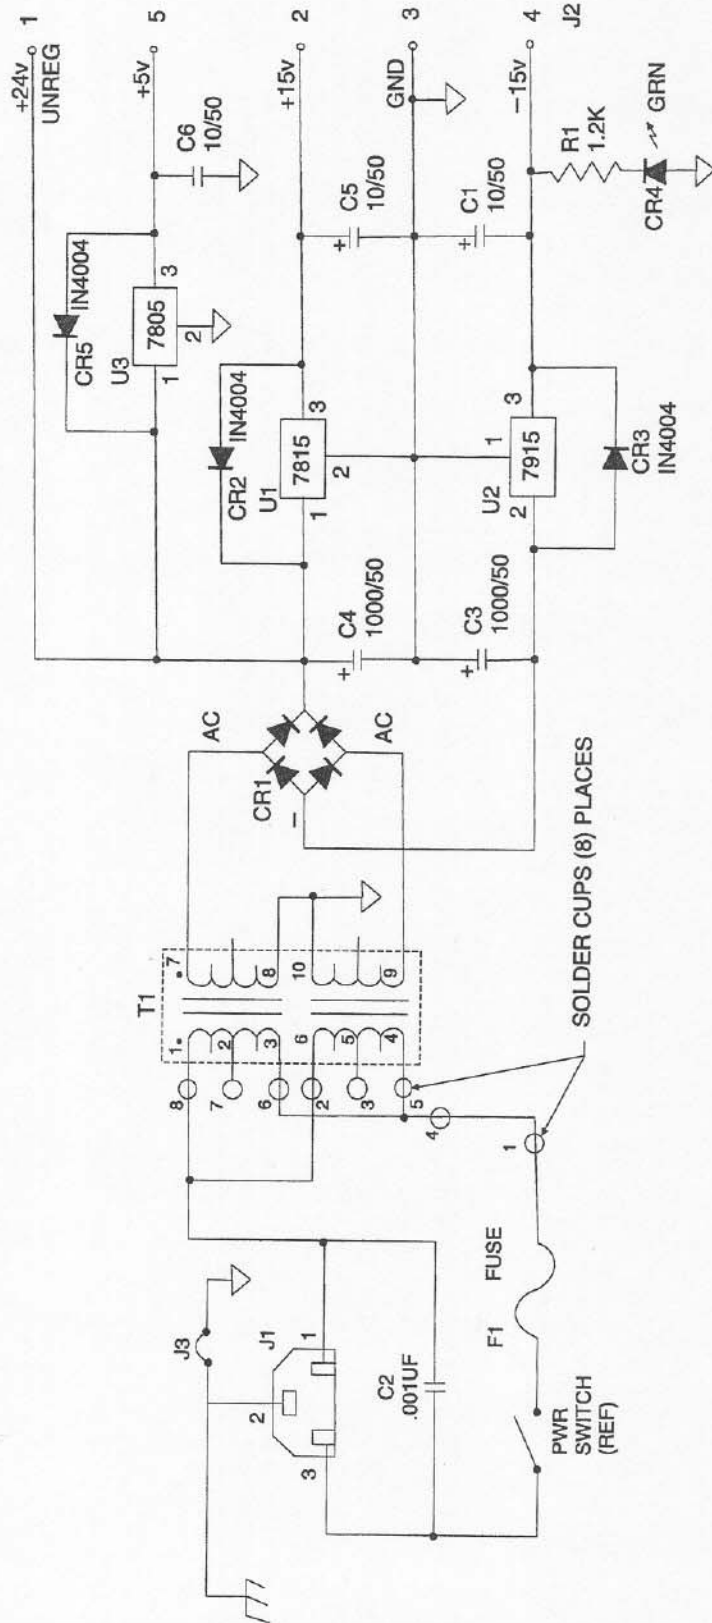 J3
J1
2
1
3
C2
.001UF
PWR
SWITCH
(REF)
F1
FUSE
1
4
8
7
6
2
3
5
T1
1
2
3
6
5
4
7
8
10
9
SOLDER CUPS (8) PLACES
AC
CR1
–
AC
+
C4
1000/50
+
C3
1000/50
CR5
IN4004
U3
7805
1
2
3
CR2
IN4004
U1
7815
1
2
3
U2
7915
2
1
3
CR3
IN4004
C6
10/50
+
C5
10/50
+
C1
10/50
R1
1.2K
CR4
GRN
+24v
UNREG
1
+5v
5
+15v
2
GND
3
–15v
4
J2